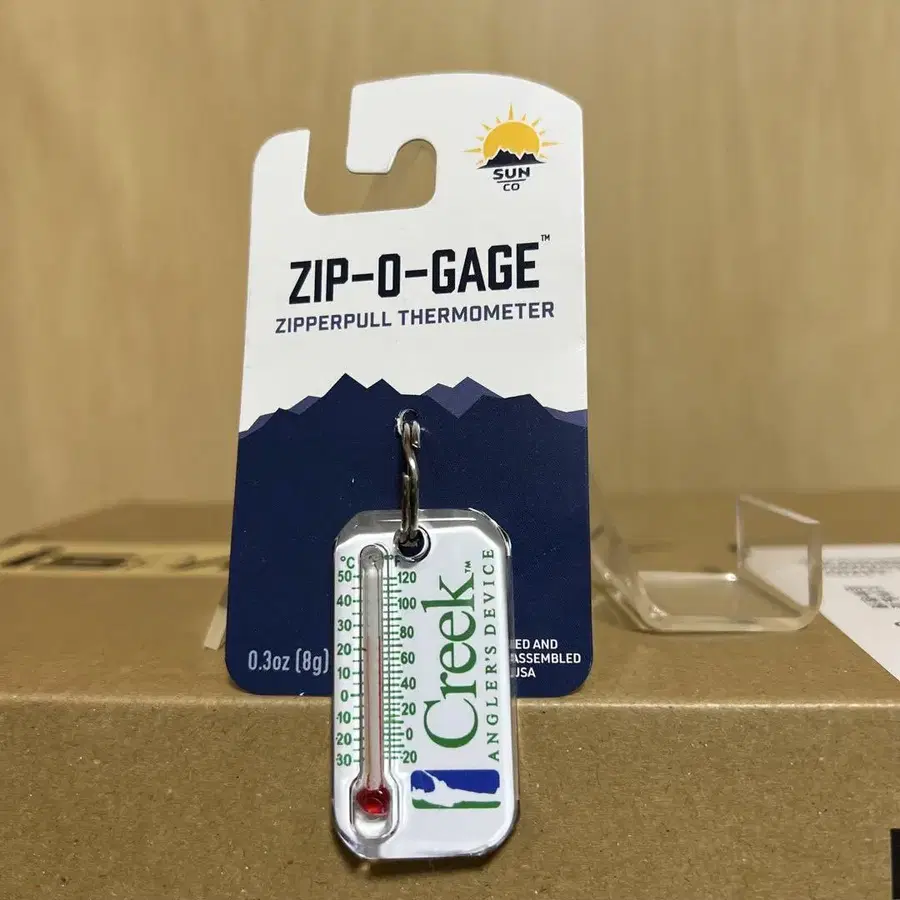 SUN
CO
ZIP-O-GAGE™
ZIPPERPULL THERMOMETER
0.3oz (8g)
ED AND
ASSEMBLED
USA
°C
°F
50
40
30
20
10
0
10
20
30
120
100
80
60
40
20
0
20
Creek™
ANGLER'S DEVICE